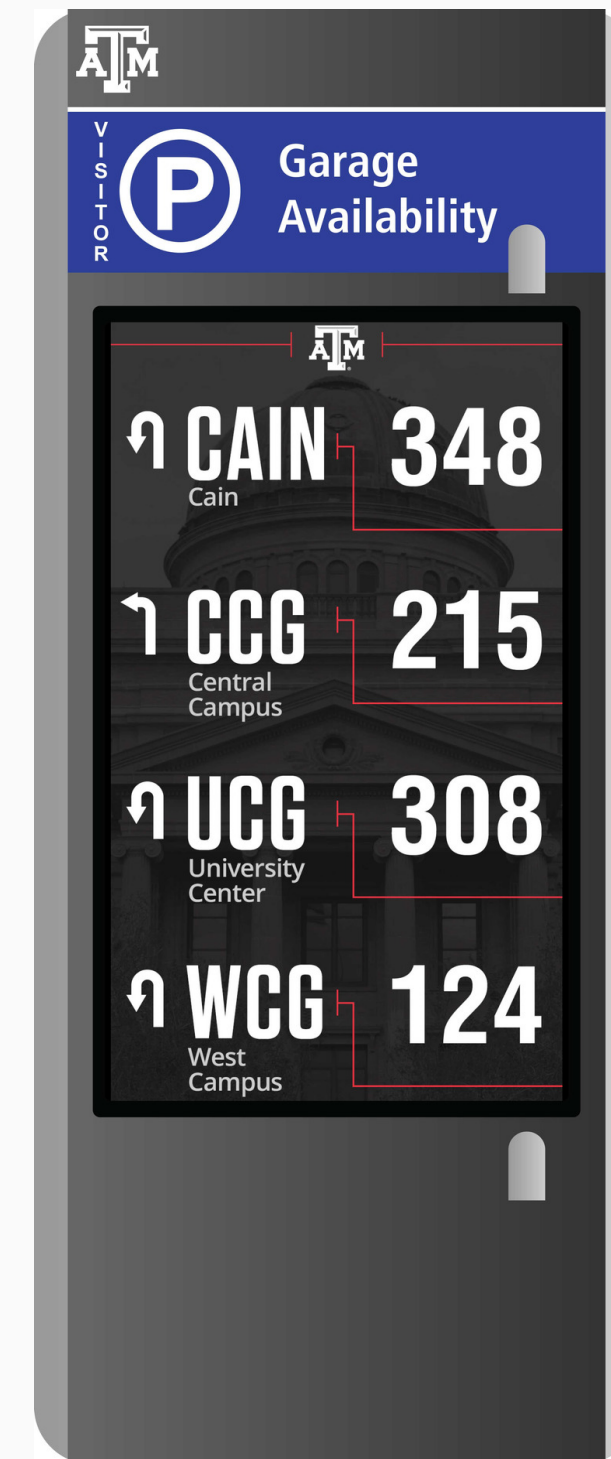 ATM
VISITOR
P
Garage
Availability
ATM
CAIN 348
Cain
CCG 215
Central
Campus
UCG 308
University
Center
WCG 124
West
Campus